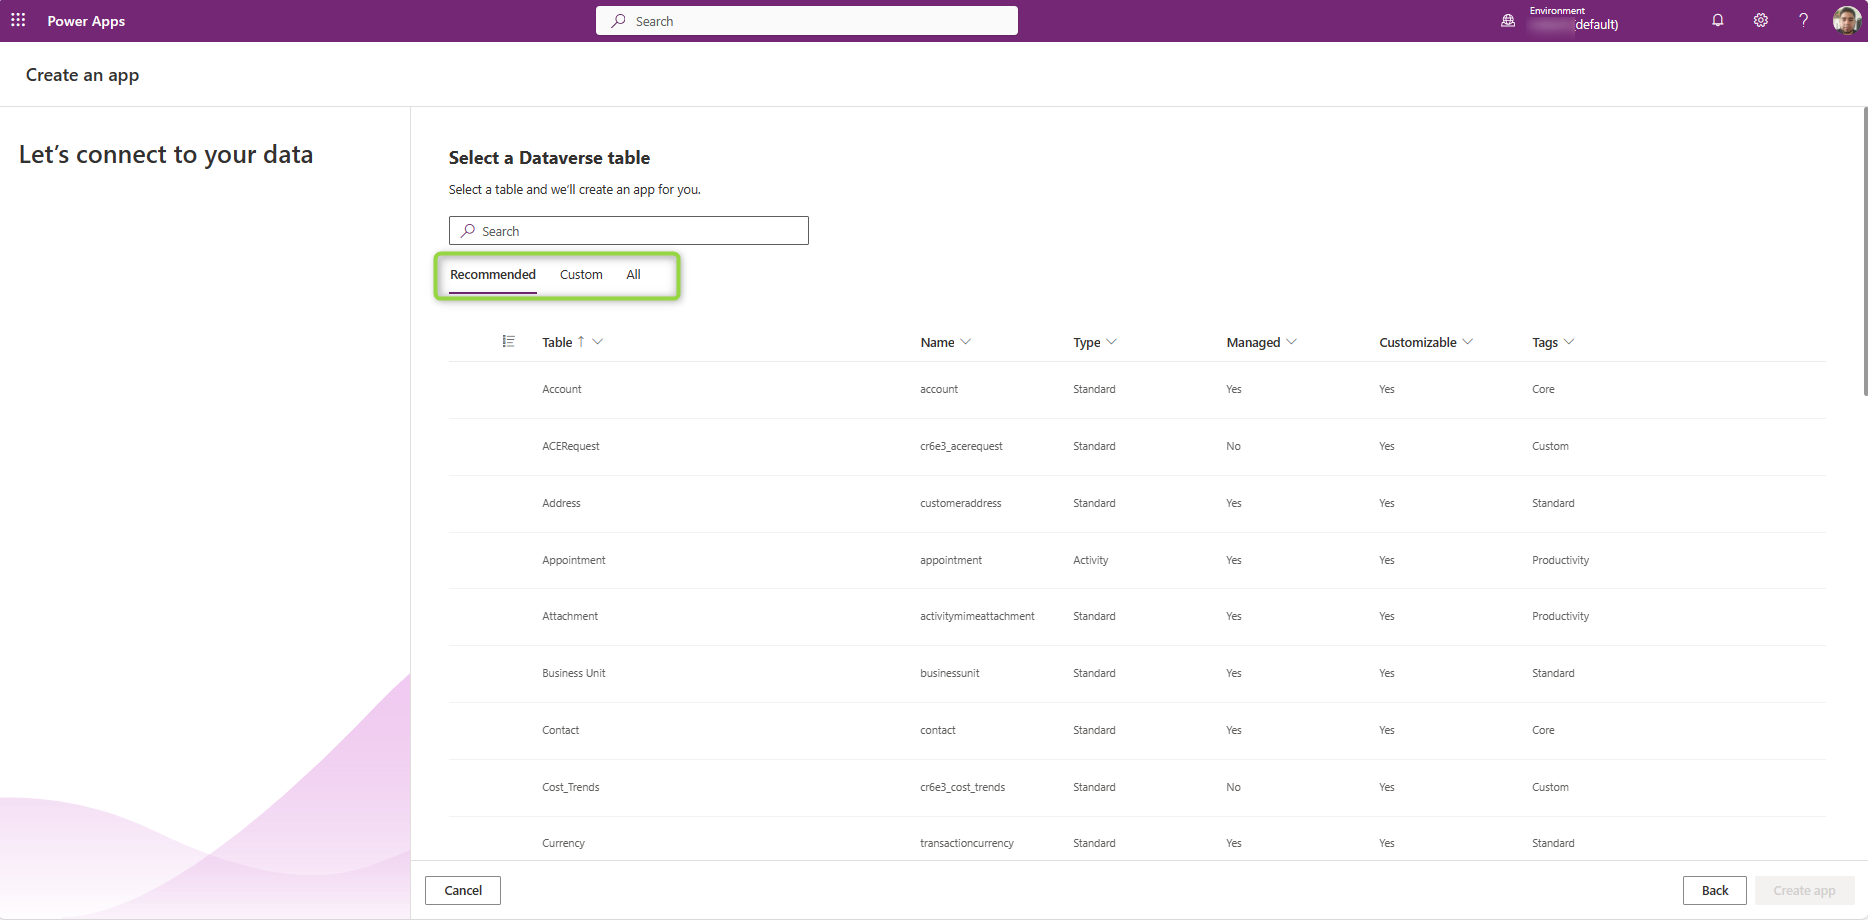 Power Apps
Search
Environment
default)
?
Create an app
Let's connect to your data
Select a Dataverse table
Select a table and we'll create an app for you.
Search
Recommended Custom All
Table ↑ Name Type Managed Customizable Tags
Account account Standard Yes Yes Core
ACERequest cr6e3_acerequest Standard No Yes Custom
Address customeraddress Standard Yes Yes Standard
Appointment appointment Activity Yes Yes Productivity
Attachment activitymimeattachment Standard Yes Yes Productivity
Business Unit businessunit Standard Yes Yes Standard
Contact contact Standard Yes Yes Core
Cost_Trends cr6e3_cost_trends Standard No Yes Custom
Currency transactioncurrency Standard Yes Yes Standard
Cancel Back Create app